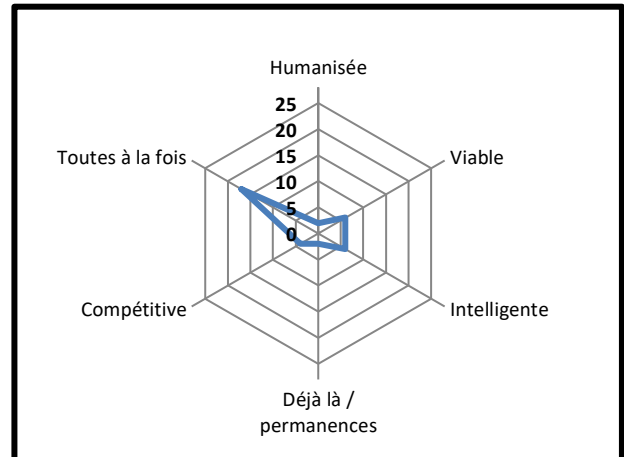 Humanisée
25
20
15
10
5
0
Toutes à la fois
Viable
Compétitive
Intelligente
Déjà là /
permanences